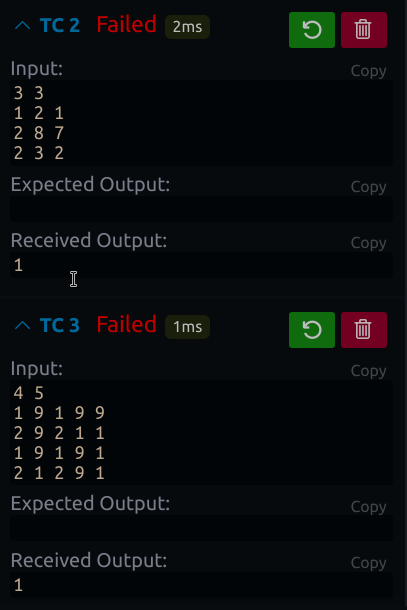 TC 2 Failed 2ms
Input: Copy
3 3
1 2 1
2 8 7
2 3 2
Expected Output: Copy
Received Output: Copy
1
TC 3 Failed 1ms
Input: Copy
4 5
1 9 1 9 9
2 9 2 1 1
1 9 1 9 1
2 1 2 9 1
Expected Output: Copy
Received Output: Copy
1